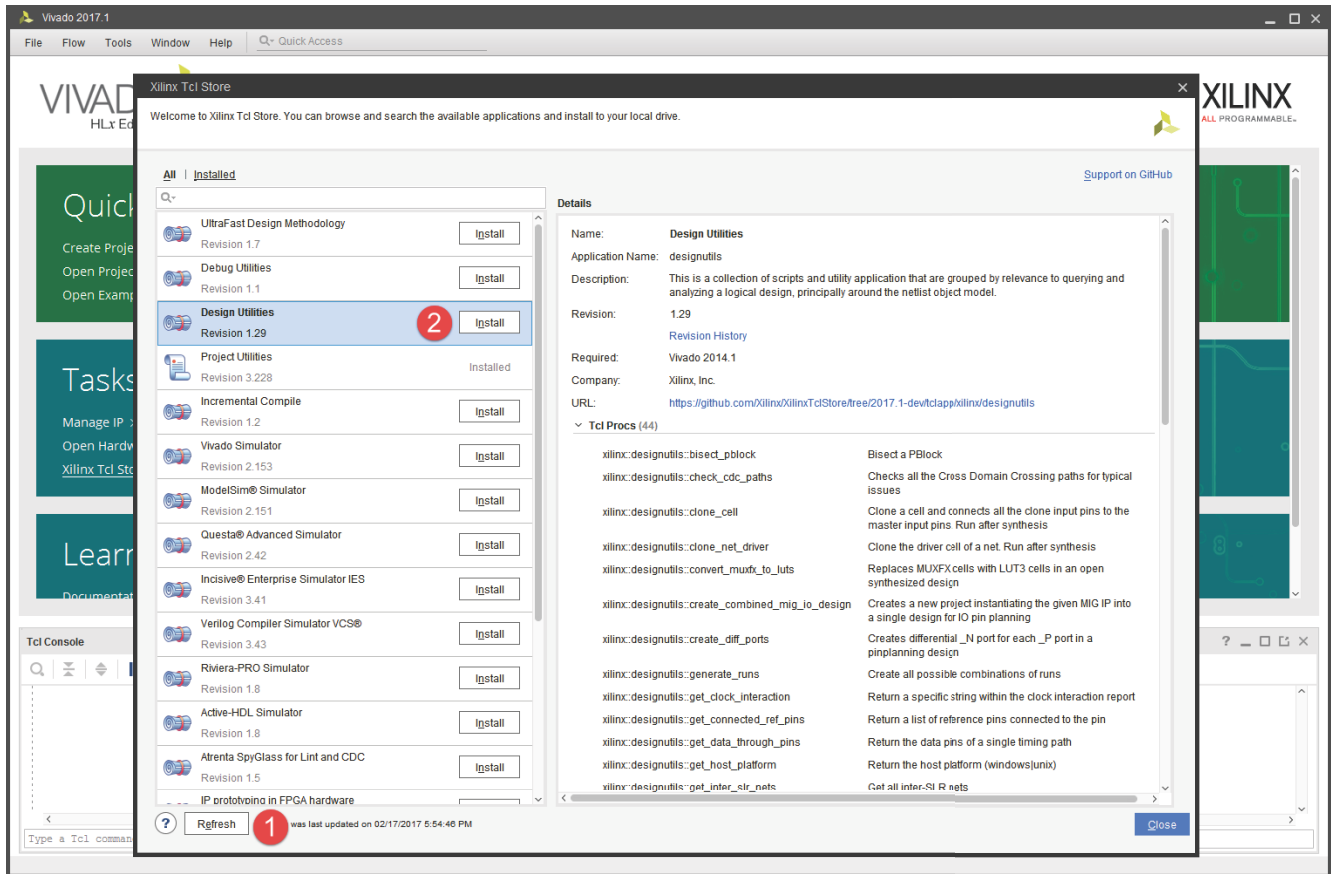 Vivado 2017.1
File Flow Tools Window Help Quick Access
VIVADO
HLx Ed
XILINX
ALL PROGRAMMABLE™
Xilinx Tcl Store
Welcome to Xilinx Tcl Store. You can browse and search the available applications and install to your local drive.
All | Installed
Support on GitHub
Quick
Create Proje
Open Projec
Open Examp
Tasks
Manage IP >
Open Hardw
Xilinx Tcl Sto
Learn
Documentat
UltraFast Design Methodology
Revision 1.7
Install
Debug Utilities
Revision 1.1
Install
Design Utilities
Revision 1.29
2
Install
Project Utilities
Revision 3.228
Installed
Incremental Compile
Revision 1.2
Install
Vivado Simulator
Revision 2.153
Install
ModelSim® Simulator
Revision 2.151
Install
Questa® Advanced Simulator
Revision 2.42
Install
Incisive® Enterprise Simulator IES
Revision 3.41
Install
Verilog Compiler Simulator VCS®
Revision 3.43
Install
Riviera-PRO Simulator
Revision 1.8
Install
Active-HDL Simulator
Revision 1.8
Install
Atrenta SpyGlass for Lint and CDC
Revision 1.5
Install
IP prototyping in FPGA hardware
Details
Name: Design Utilities
Application Name: designutils
Description: This is a collection of scripts and utility application that are grouped by relevance to querying and
analyzing a logical design, principally around the netlist object model.
Revision: 1.29
Revision History
Required: Vivado 2014.1
Company: Xilinx, Inc.
URL: https://github.com/Xilinx/XilinxTclStore/tree/2017.1-dev/tclapp/xilinx/designutils
Tcl Procs (44)
xilinx::designutils::bisect_pblock Bisect a PBlock
xilinx::designutils::check_cdc_paths Checks all the Cross Domain Crossing paths for typical
issues
xilinx::designutils::clone_cell Clone a cell and connects all the clone input pins to the
master input pins. Run after synthesis
xilinx::designutils::clone_net_driver Clone the driver cell of a net. Run after synthesis
xilinx::designutils::convert_muxfx_to_luts Replaces MUXFX cells with LUT3 cells in an open
synthesized design
xilinx::designutils::create_combined_mig_io_design Creates a new project instantiating the given MIG IP into
a single design for IO pin planning
xilinx::designutils::create_diff_ports Creates differential _N port for each _P port in a
pinplanning design
xilinx::designutils::generate_runs Create all possible combinations of runs
xilinx::designutils::get_clock_interaction Return a specific string within the clock interaction report
xilinx::designutils::get_connected_ref_pins Return a list of reference pins connected to the pin
xilinx::designutils::get_data_through_pins Return the data pins of a single timing path
xilinx::designutils::get_host_platform Return the host platform (windows|unix)
xilinx::designutils::get_inter_slr_nets Get all inter-SLR nets
? Refresh 1 was last updated on 02/17/2017 5:54:46 PM
Close
Tcl Console
?
Type a Tcl comman